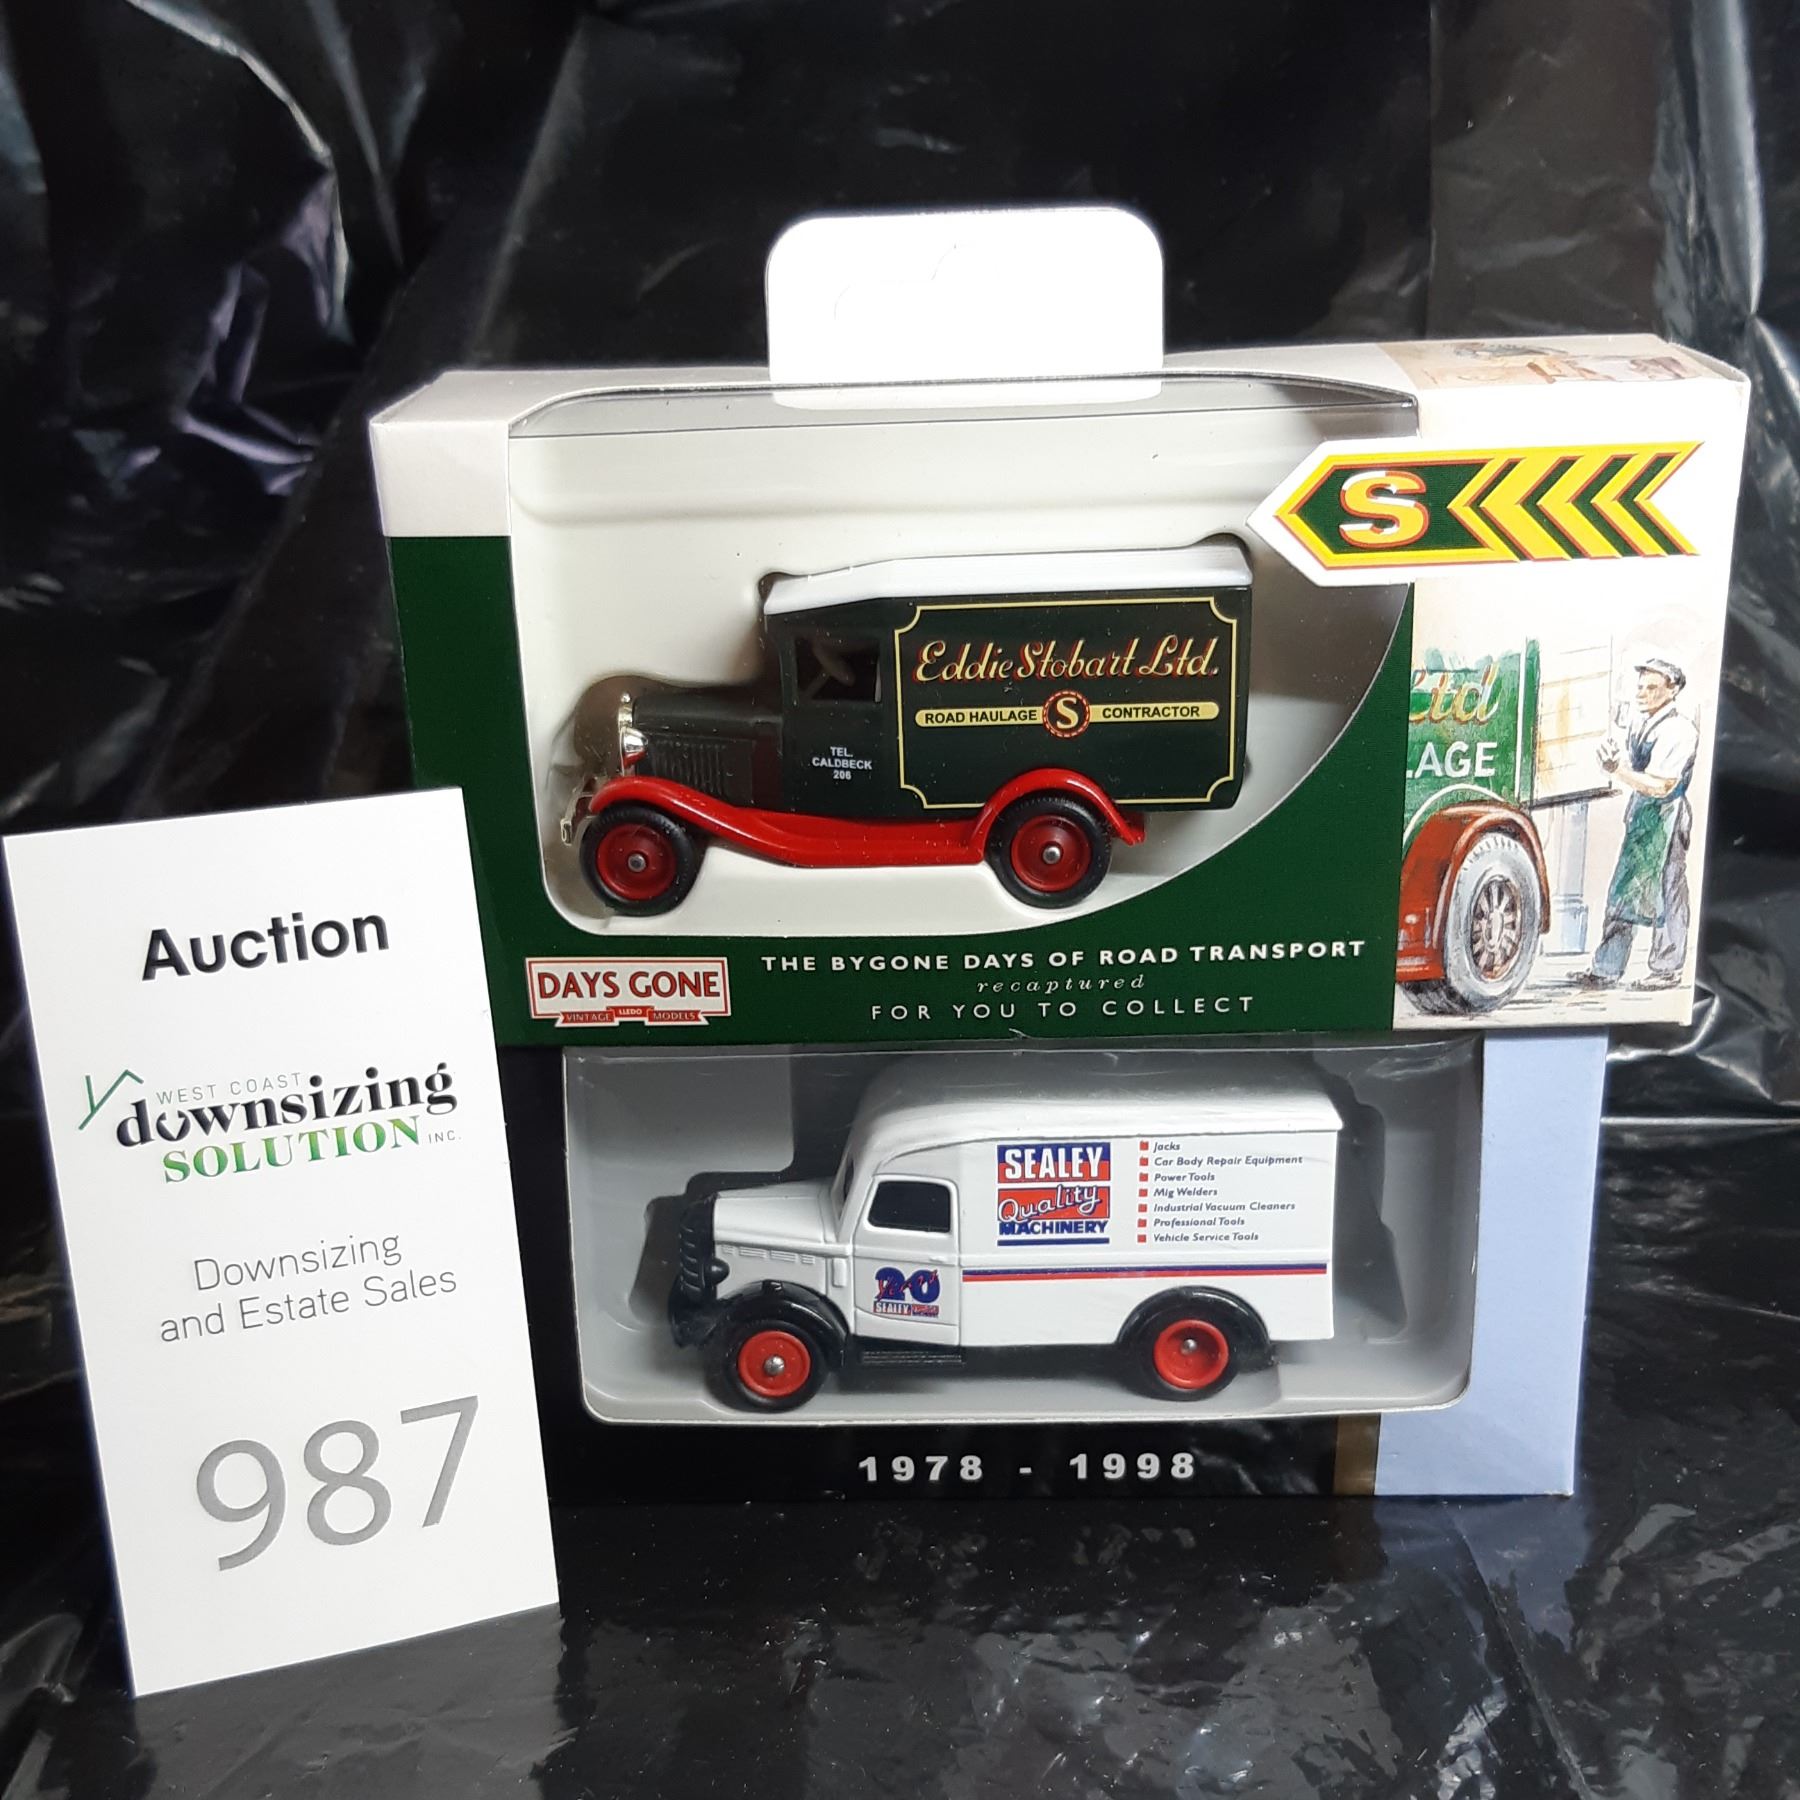 S
Eddie Stobart Ltd.
ROAD HAULAGE S CONTRACTOR
TEL.
CALDBECK
206
Ltd
LAGE
DAYS GONE
VINTAGE LLEDO MODELS
THE BYGONE DAYS OF ROAD TRANSPORT
recaptured
FOR YOU TO COLLECT
Auction
WEST COAST
downsizing
SOLUTION INC.
Downsizing
and Estate Sales
987
SEALEY
Quality
MACHINERY
Jacks
Car Body Repair Equipment
Power Tools
Mig Welders
Industrial Vacuum Cleaners
Professional Tools
Vehicle Service Tools
20
Years
SEALEY
1978 - 1998